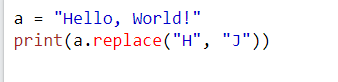 a = "Hello, World!"
print(a.replace("H", "J"))